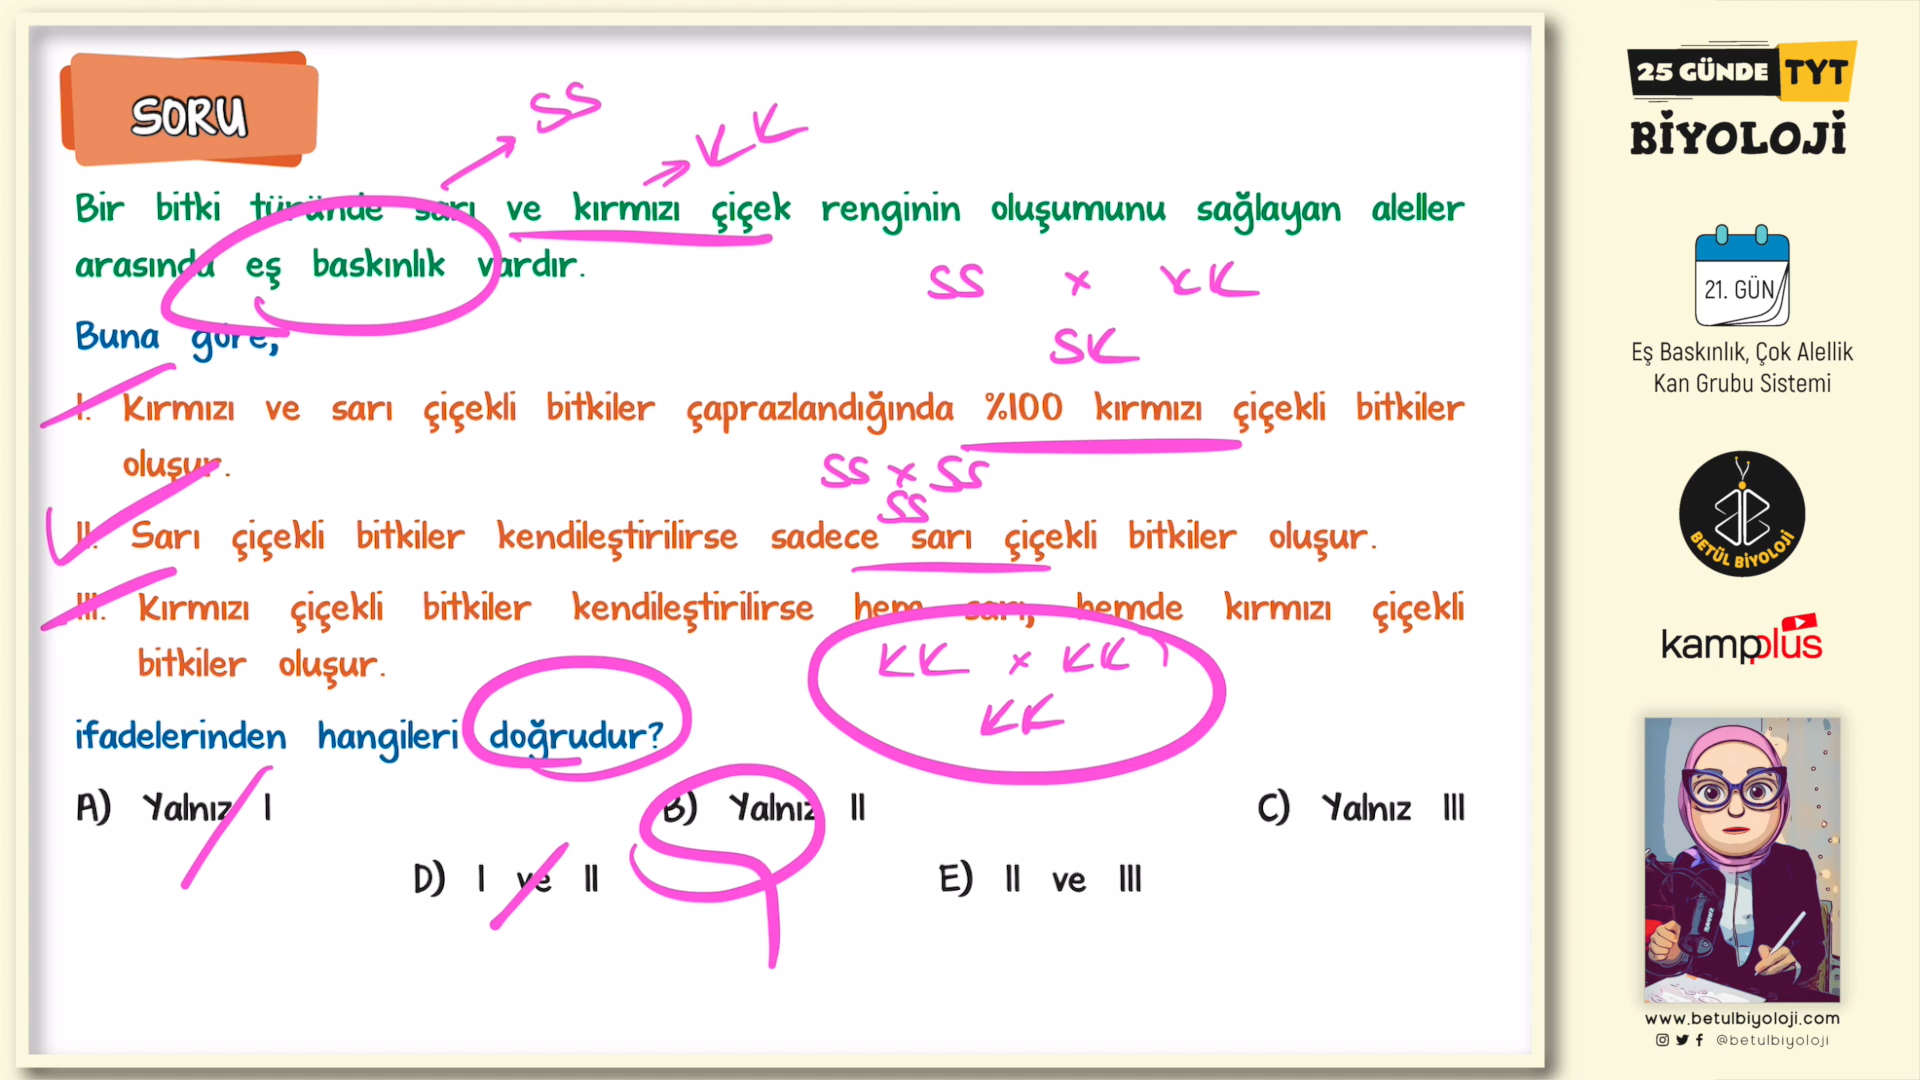 SORU
SS
KK
Bir bitki türünde sarı ve kırmızı çiçek renginin oluşumunu sağlayan aleller
arasında eş baskınlık vardır.
SS x KK
SK
Buna göre,
I. Kırmızı ve sarı çiçekli bitkiler çaprazlandığında %100 kırmızı çiçekli bitkiler
oluşur.
SS x SS
SS
II. Sarı çiçekli bitkiler kendileştirilirse sadece sarı çiçekli bitkiler oluşur.
III. Kırmızı çiçekli bitkiler kendileştirilirse hem sarı, hemde kırmızı çiçekli
bitkiler oluşur.
KK x KK
KK
ifadelerinden hangileri doğrudur?
A) Yalnız I
B) Yalnız II
C) Yalnız III
D) I ve II
E) II ve III
25 GÜNDE TYT
BİYOLOJİ
21. GÜN
Eş Baskınlık, Çok Alellik
Kan Grubu Sistemi
BETÜL BİYOLOJİ
kampplus
www.betulbiyoloji.com
@betulbiyoloji